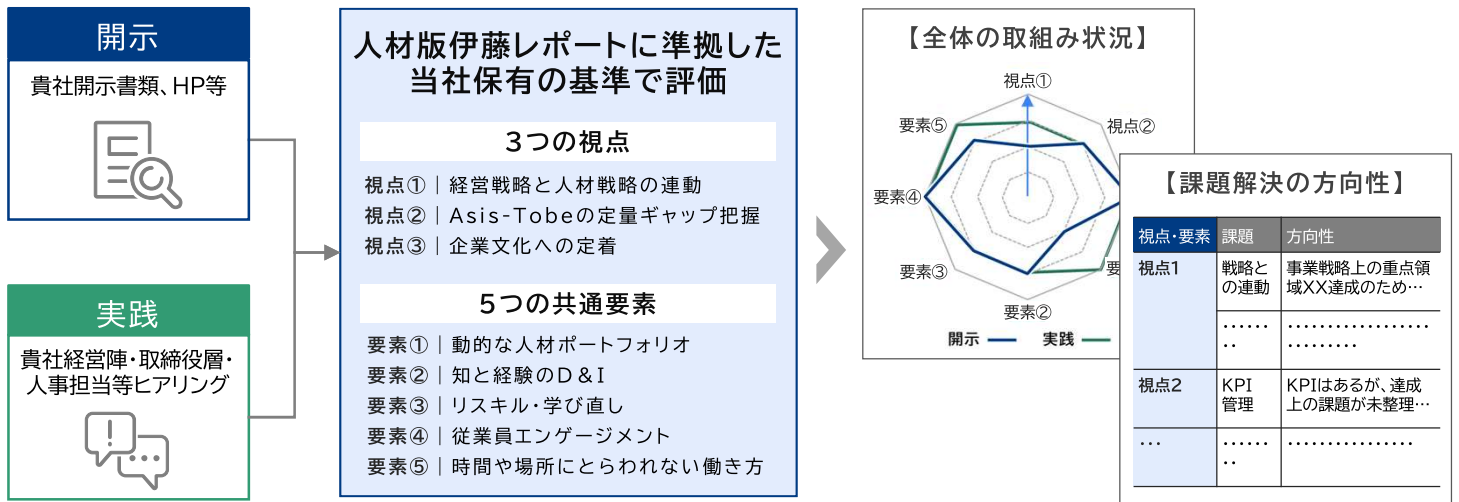 開示
貴社開示書類、HP等
実践
貴社経営陣・取締役層・
人事担当等ヒアリング
人材版伊藤レポートに準拠した
当社保有の基準で評価
3つの視点
視点①｜経営戦略と人材戦略の連動
視点②｜Asis-Tobeの定量ギャップ把握
視点③｜企業文化への定着
5つの共通要素
要素①｜動的な人材ポートフォリオ
要素②｜知と経験のD＆I
要素③｜リスキル・学び直し
要素④｜従業員エンゲージメント
要素⑤｜時間や場所にとらわれない働き方
【全体の取組み状況】
視点①
要素⑤
視点②
要素④
要素③
要
要素②
開示
実践
【課題解決の方向性】
視点・要素 課題 方向性
視点1 戦略と 事業戦略上の重点領
の連動 域XX達成のため…
‥‥‥ ‥‥‥‥‥‥‥‥‥
‥ ‥‥‥‥‥
視点2 KPI KPIはあるが、達成
管理 上の課題が未整理…
… ‥‥‥ ‥‥‥‥‥‥‥‥
‥